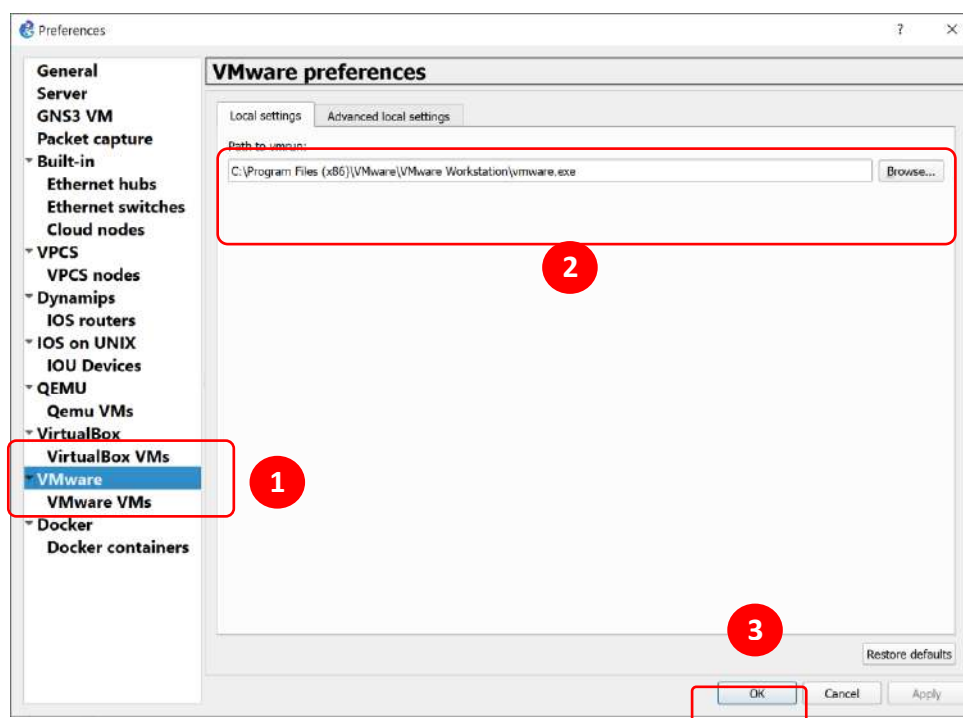 Preferences
?
×
General
Server
GNS3 VM
Packet capture
Built-in
Ethernet hubs
Ethernet switches
Cloud nodes
VPCS
VPCS nodes
Dynamips
IOS routers
IOS on UNIX
IOU Devices
QEMU
Qemu VMs
VirtualBox
VirtualBox VMs
VMware
VMware VMs
Docker
Docker containers
1
VMware preferences
Local settings Advanced local settings
Path to vmrun:
C:\Program Files (x86)\VMware\VMware Workstation\vmware.exe Browse...
2
3
Restore defaults
OK Cancel Apply